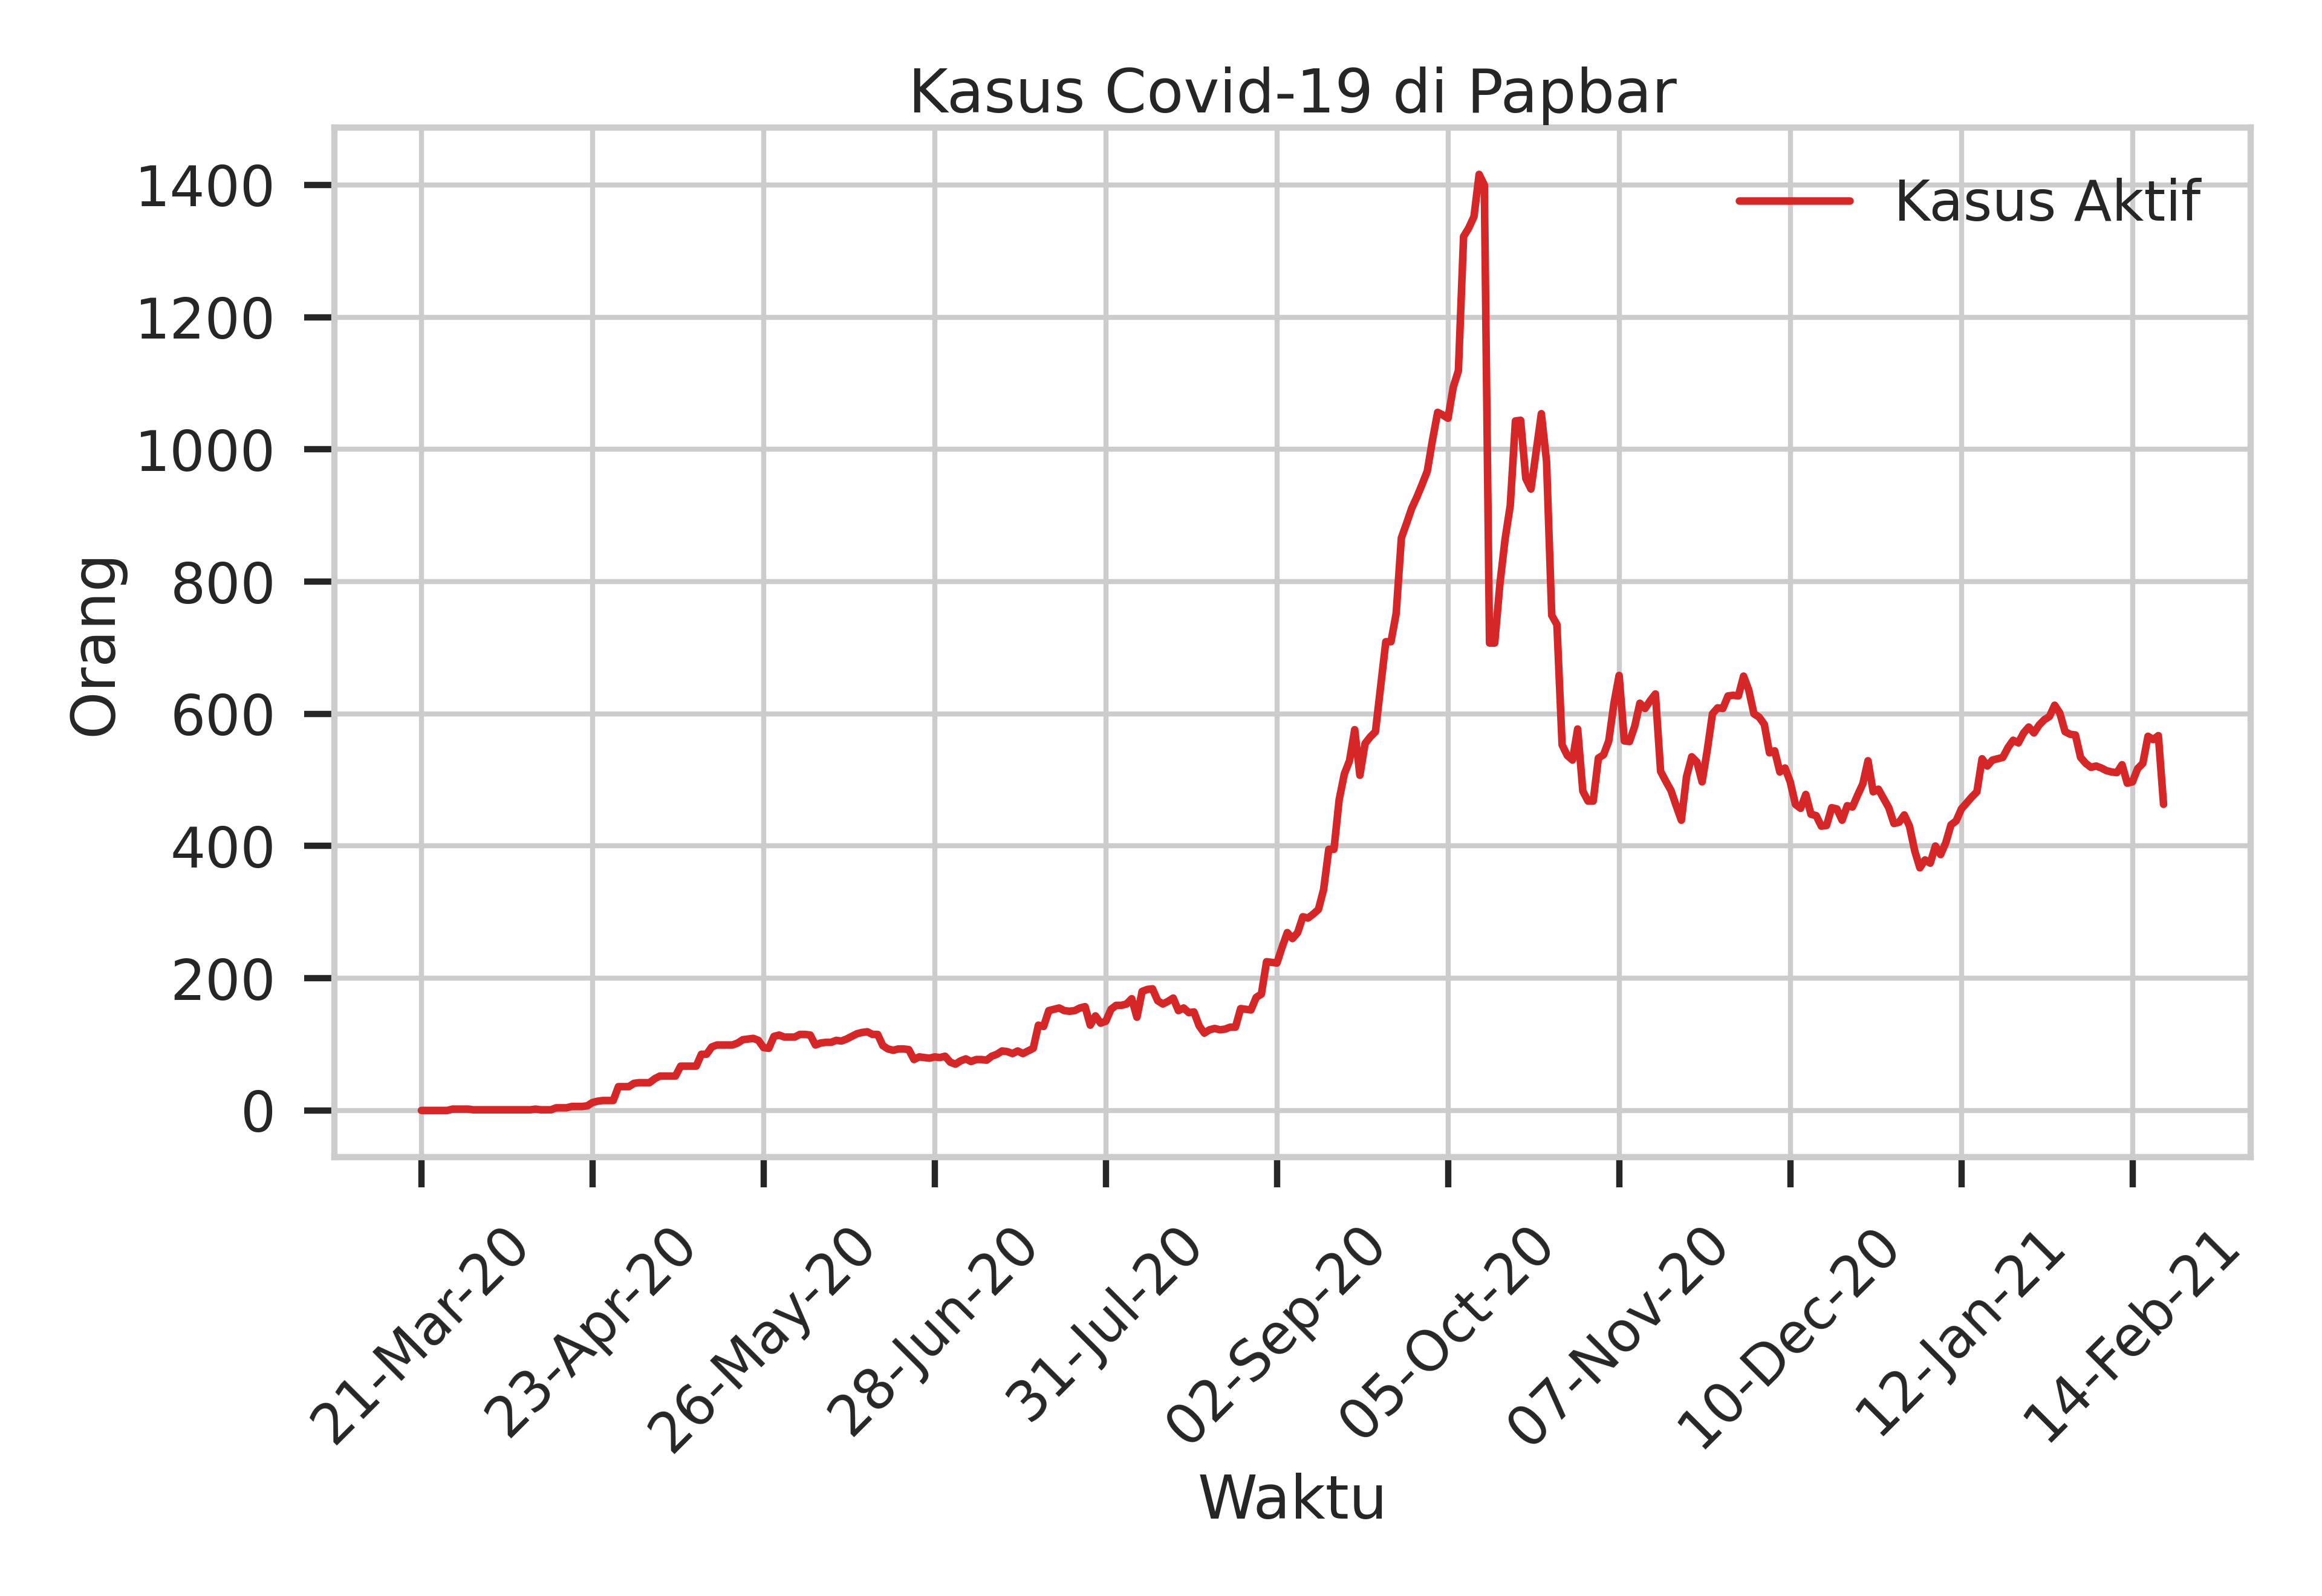 Kasus Covid-19 di Papbar
Kasus Aktif
1400
1200
1000
800
600
400
200
0
Orang
21-Mar-20
23-Apr-20
26-May-20
28-Jun-20
31-Jul-20
02-Sep-20
05-Oct-20
07-Nov-20
10-Dec-20
12-Jan-21
14-Feb-21
Waktu